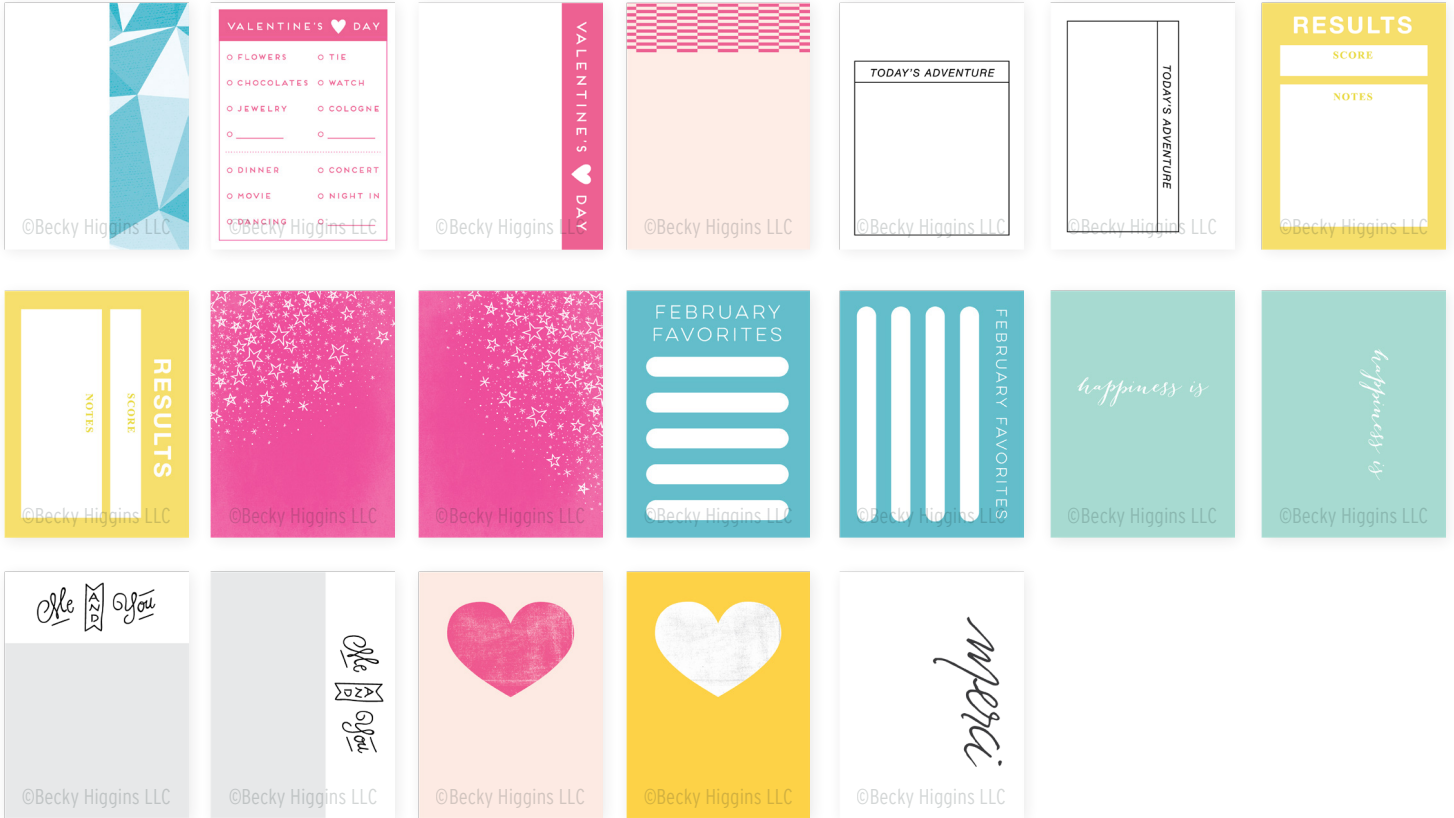 ©Becky Higgins LLC
VALENTINE'S DAY
FLOWERS
TIE
CHOCOLATES
WATCH
JEWELRY
COLOGNE
DINNER
CONCERT
MOVIE
NIGHT IN
DANCING
©Becky Higgins LLC
VALENTINE'S DAY
©Becky Higgins LLC
©Becky Higgins LLC
TODAY'S ADVENTURE
©Becky Higgins LLC
TODAY'S ADVENTURE
©Becky Higgins LLC
RESULTS
SCORE
NOTES
©Becky Higgins LLC
RESULTS
SCORE
NOTES
©Becky Higgins LLC
©Becky Higgins LLC
©Becky Higgins LLC
FEBRUARY
FAVORITES
©Becky Higgins LLC
FEBRUARY FAVORITES
©Becky Higgins LLC
happiness is
©Becky Higgins LLC
happiness is
©Becky Higgins LLC
Me AND You
©Becky Higgins LLC
Me AND You
©Becky Higgins LLC
©Becky Higgins LLC
©Becky Higgins LLC
merci
©Becky Higgins LLC